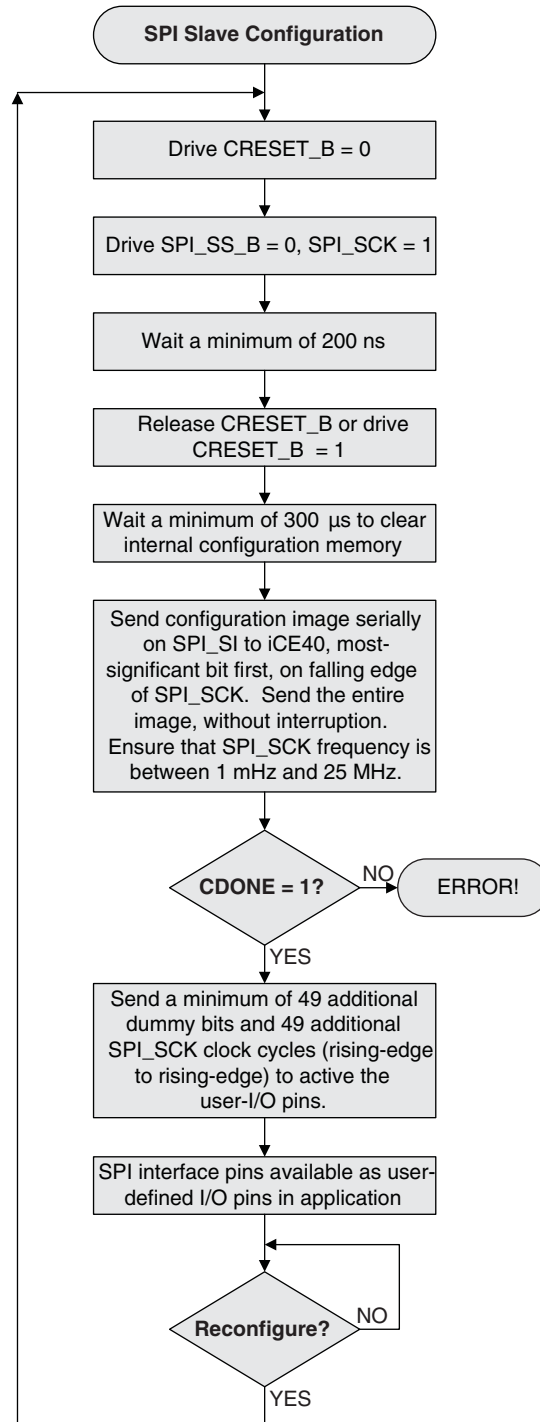 SPI Slave Configuration
Drive CRESET_B = 0
Drive SPI_SS_B = 0, SPI_SCK = 1
Wait a minimum of 200 ns
Release CRESET_B or drive
CRESET_B = 1
Wait a minimum of 300 µs to clear
internal configuration memory
Send configuration image serially
on SPI_SI to iCE40, most-
significant bit first, on falling edge
of SPI_SCK. Send the entire
image, without interruption.
Ensure that SPI_SCK frequency is
between 1 mHz and 25 MHz.
CDONE = 1?
NO
ERROR!
YES
Send a minimum of 49 additional
dummy bits and 49 additional
SPI_SCK clock cycles (rising-edge
to rising-edge) to active the
user-I/O pins.
SPI interface pins available as user-
defined I/O pins in application
Reconfigure?
NO
YES